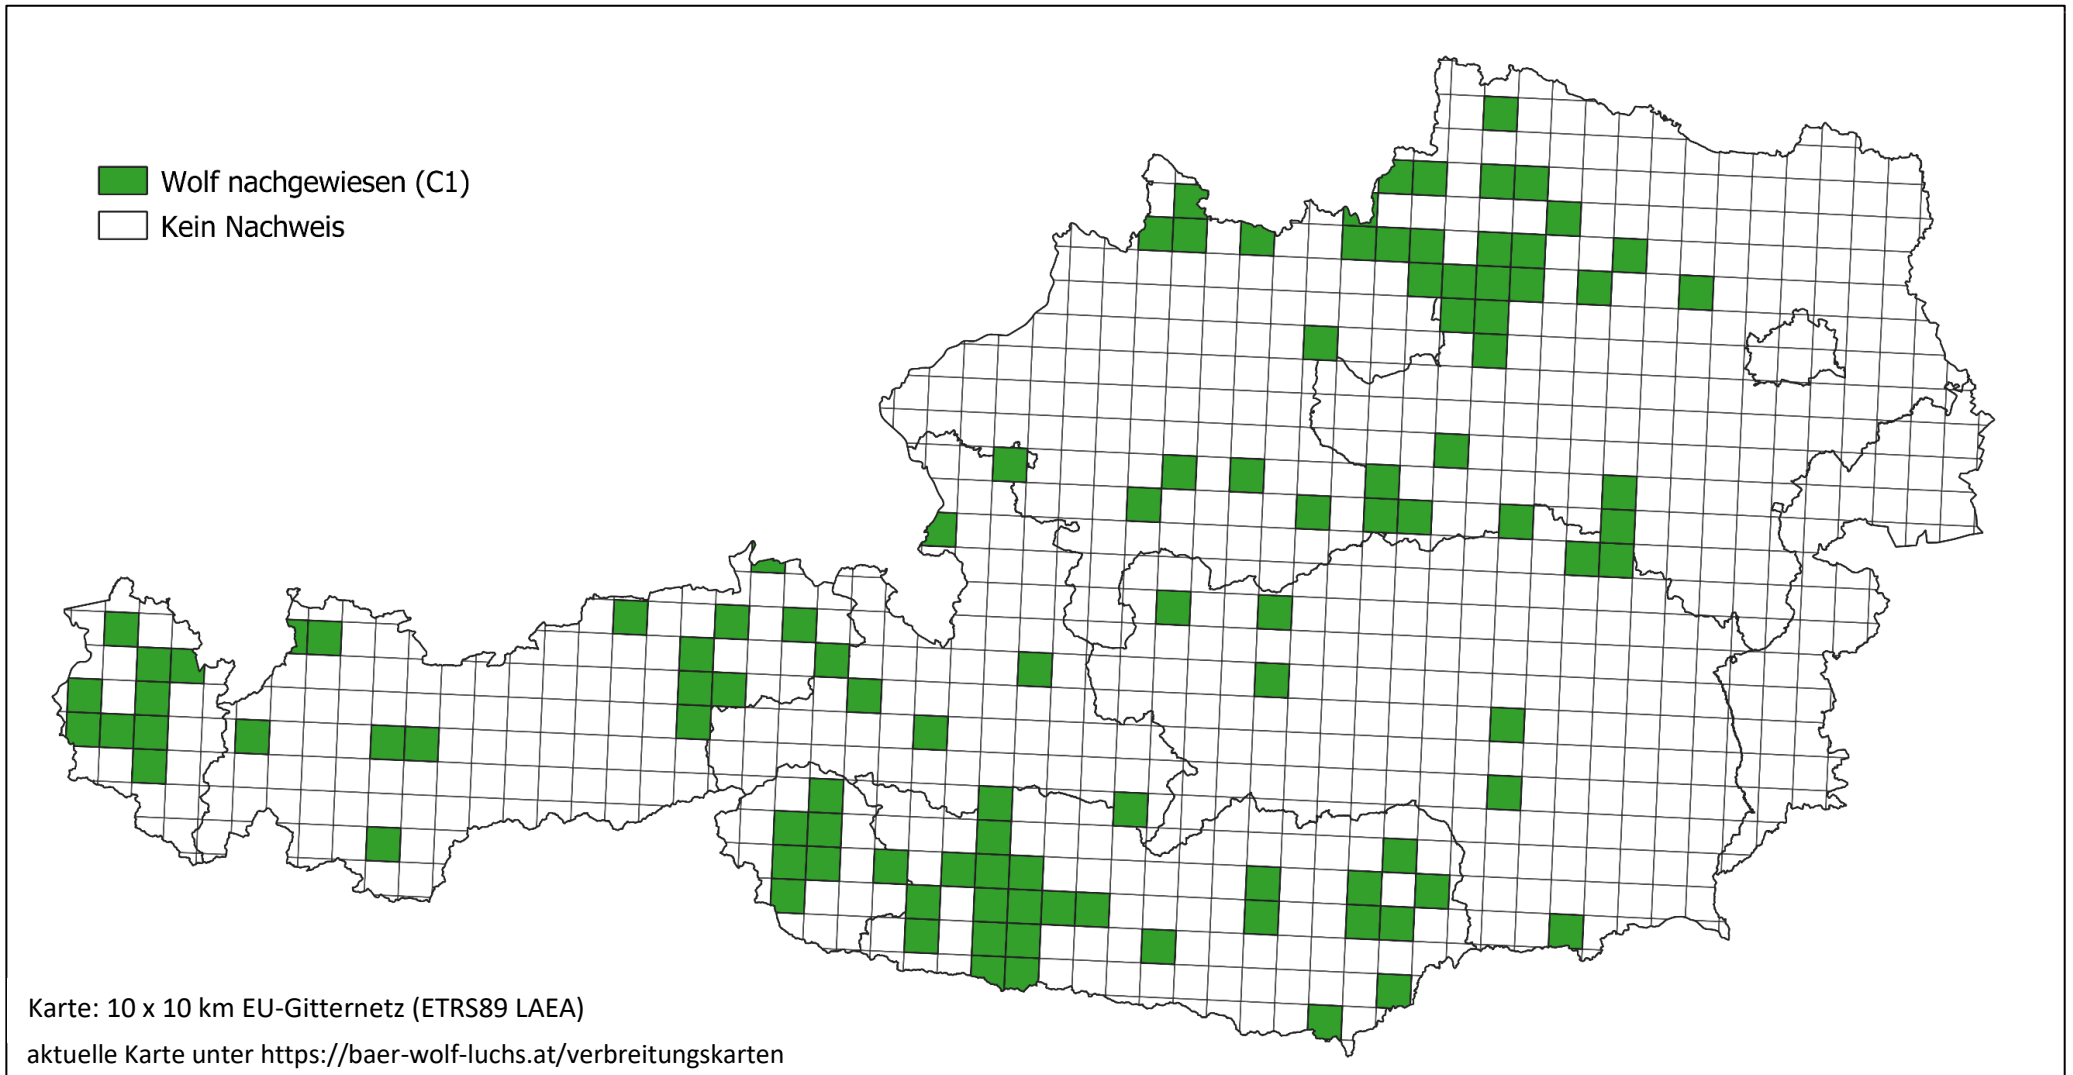 Wolf nachgewiesen (C1)
Kein Nachweis
Karte: 10 x 10 km EU-Gitternetz (ETRS89 LAEA)
aktuelle Karte unter https://baer-wolf-luchs.at/verbreitungskarten